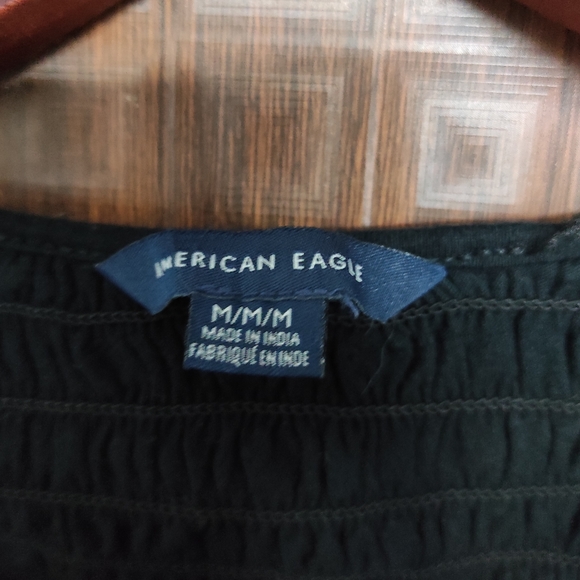 AMERICAN EAGLE
M/M/M
MADE IN INDIA
FABRIQUÉ EN INDE